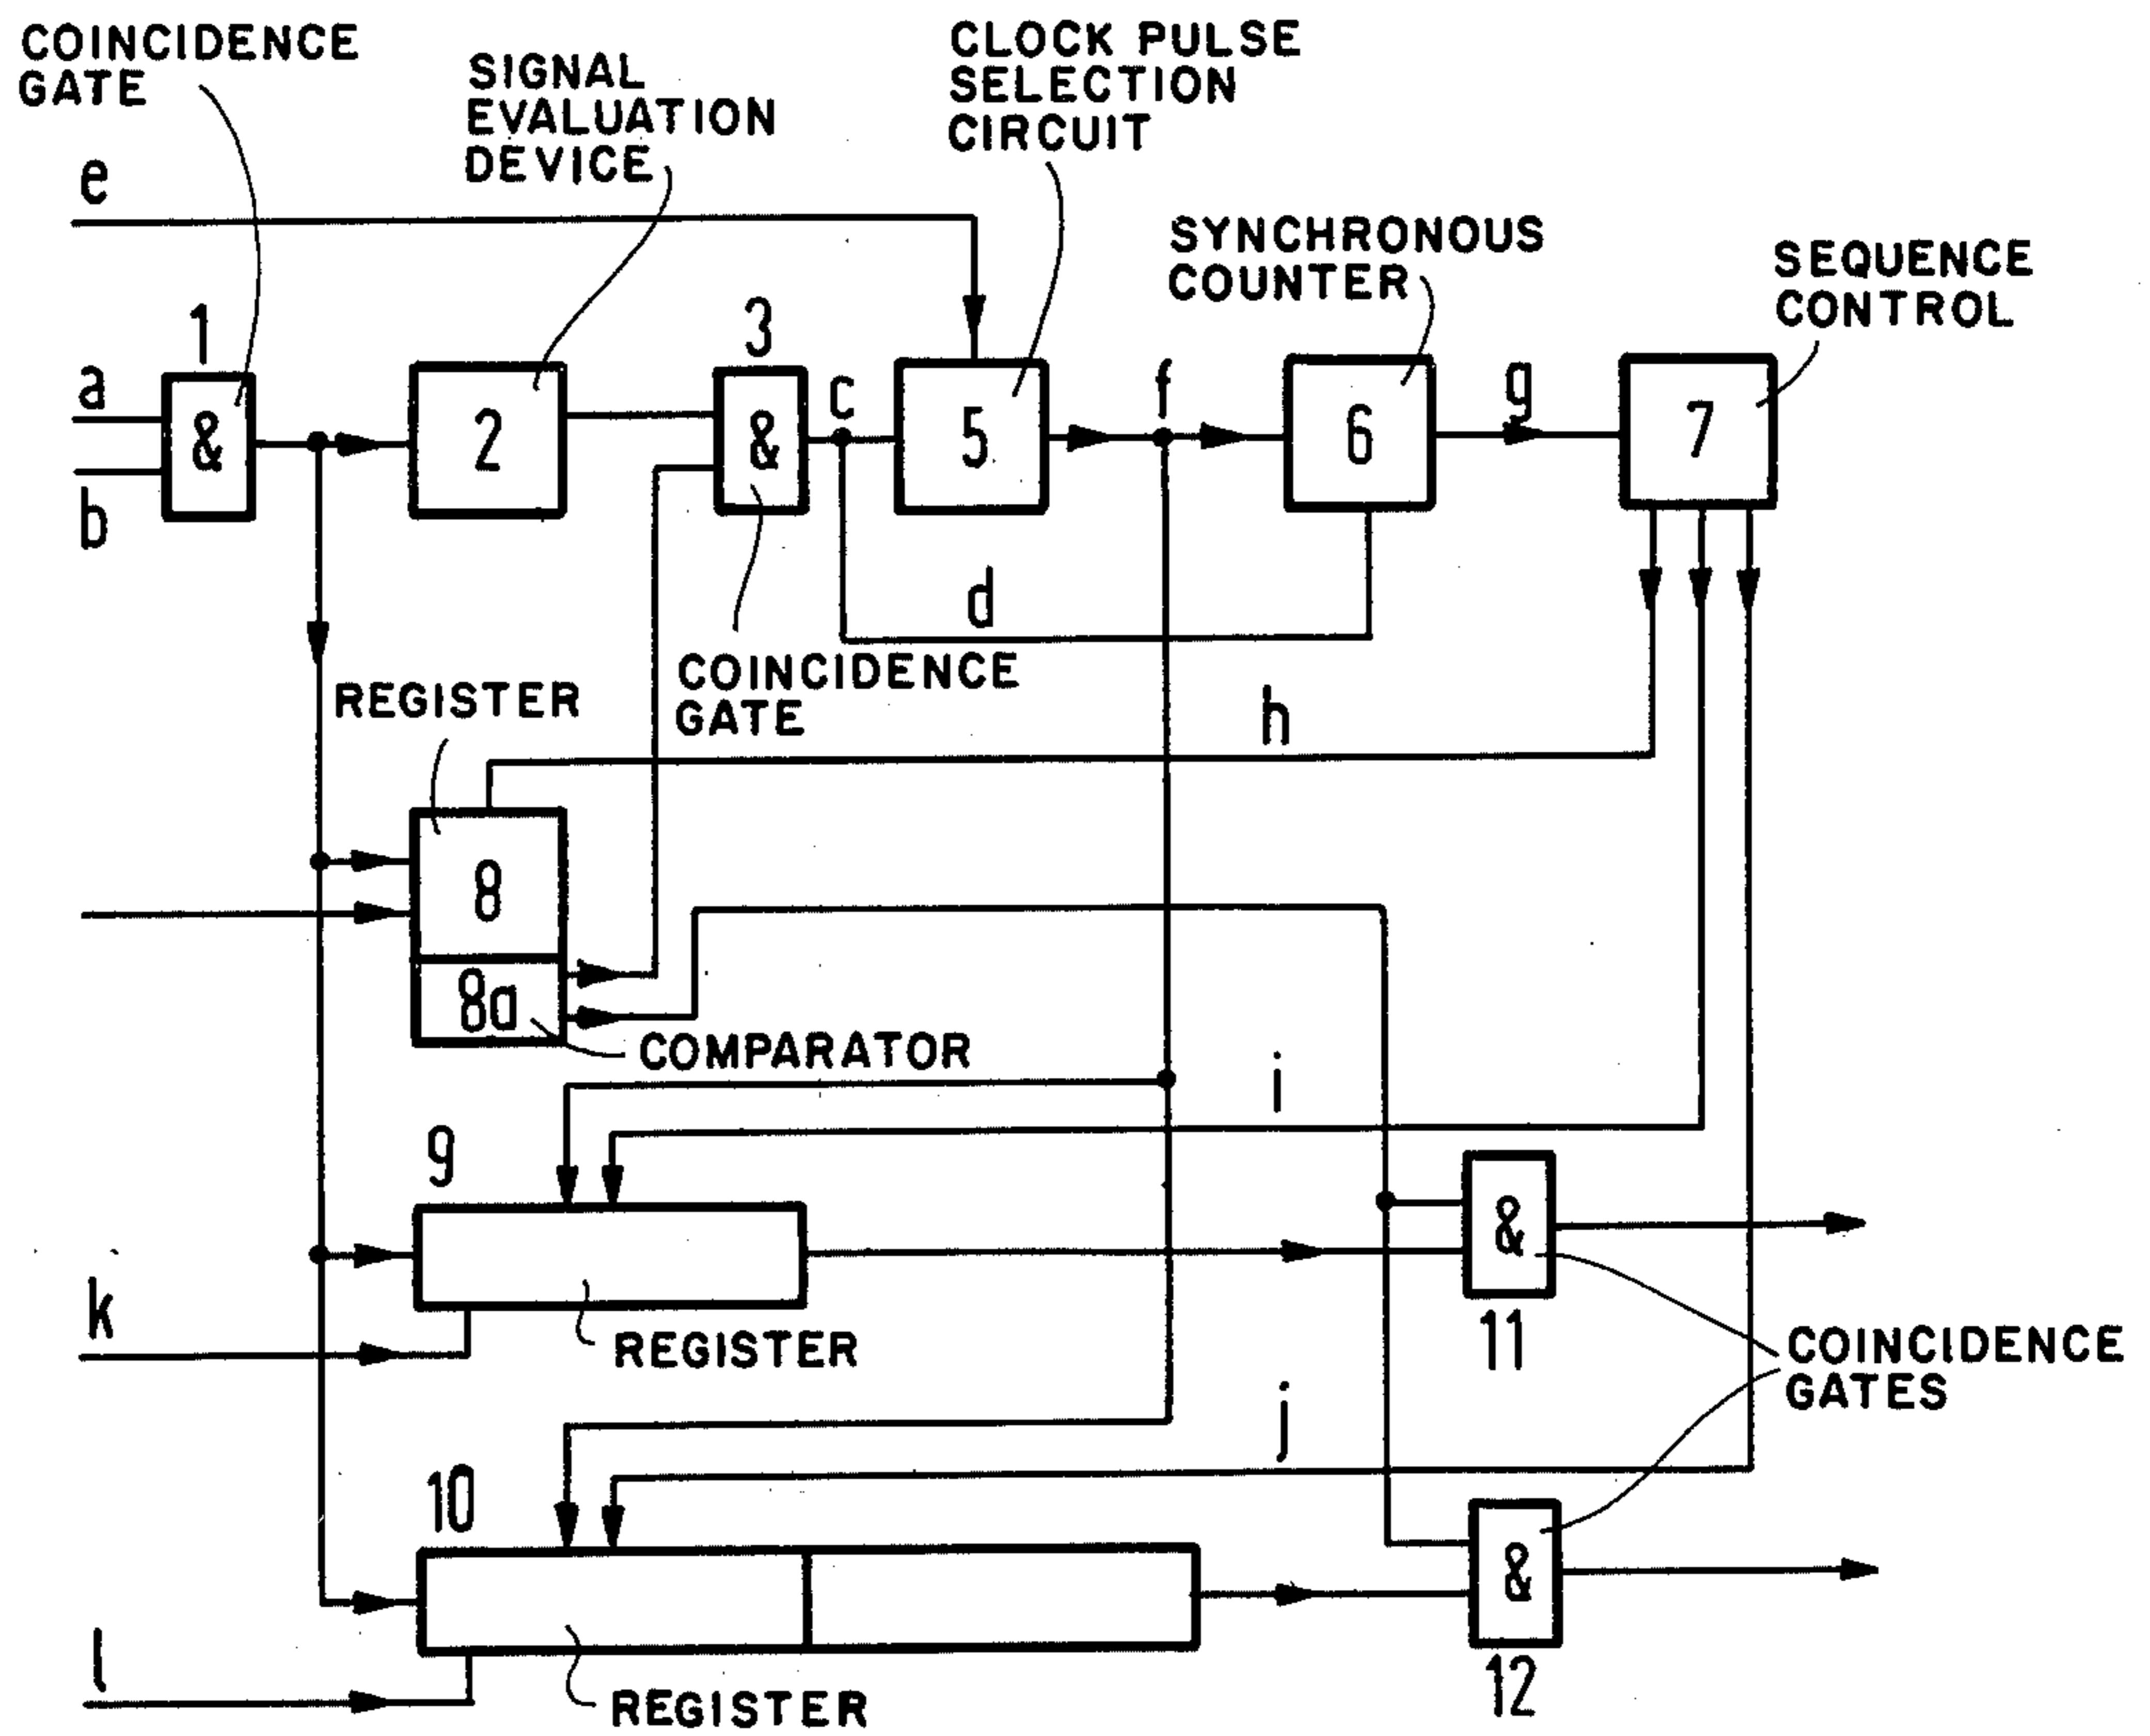 COINCIDENCE
GATE
SIGNAL
EVALUATION
DEVICE
CLOCK PULSE
SELECTION
CIRCUIT
e
SYNCHRONOUS
COUNTER
SEQUENCE
CONTROL
1
3
a
&
2
&
c
5
f
6
g
7
b
d
REGISTER
COINCIDENCE
GATE
h
8
8a
COMPARATOR
i
9
&
k
REGISTER
11
COINCIDENCE
GATES
j
10
&
l
REGISTER
12